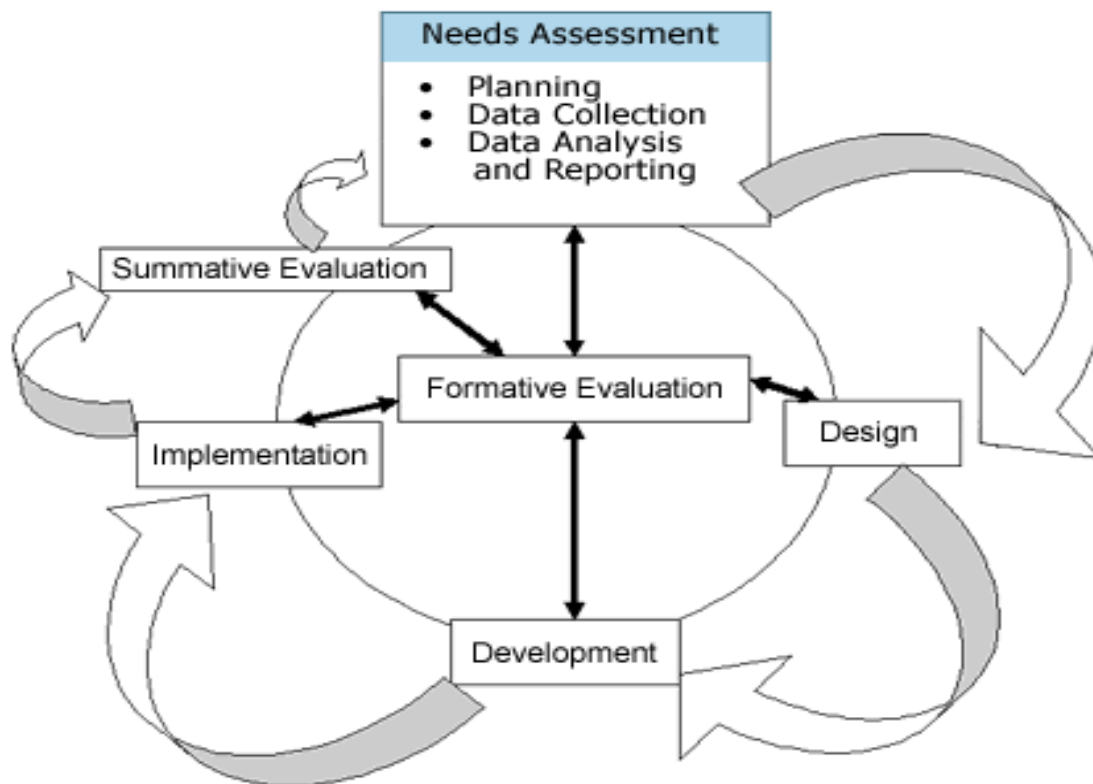 Needs Assessment
• Planning
• Data Collection
• Data Analysis
and Reporting
Summative Evaluation
Formative Evaluation
Design
Implementation
Development